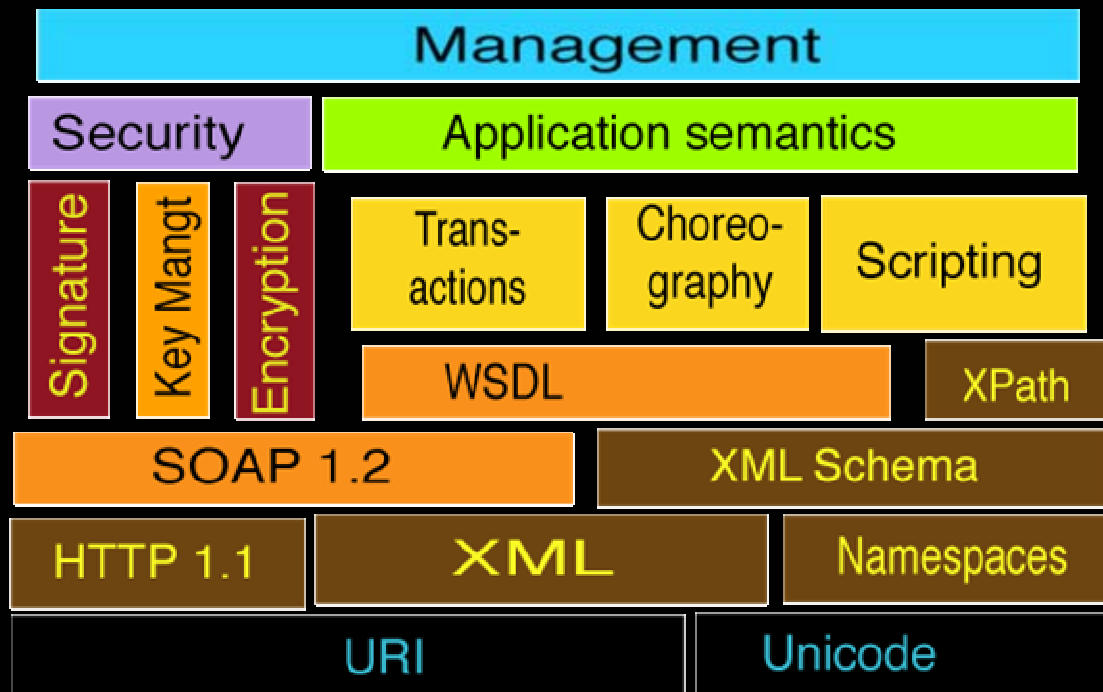 Management
Security
Application semantics
Signature
Key Mangt
Encryption
Trans-
actions
Choreo-
graphy
Scripting
WSDL
XPath
SOAP 1.2
XML Schema
HTTP 1.1
XML
Namespaces
URI
Unicode